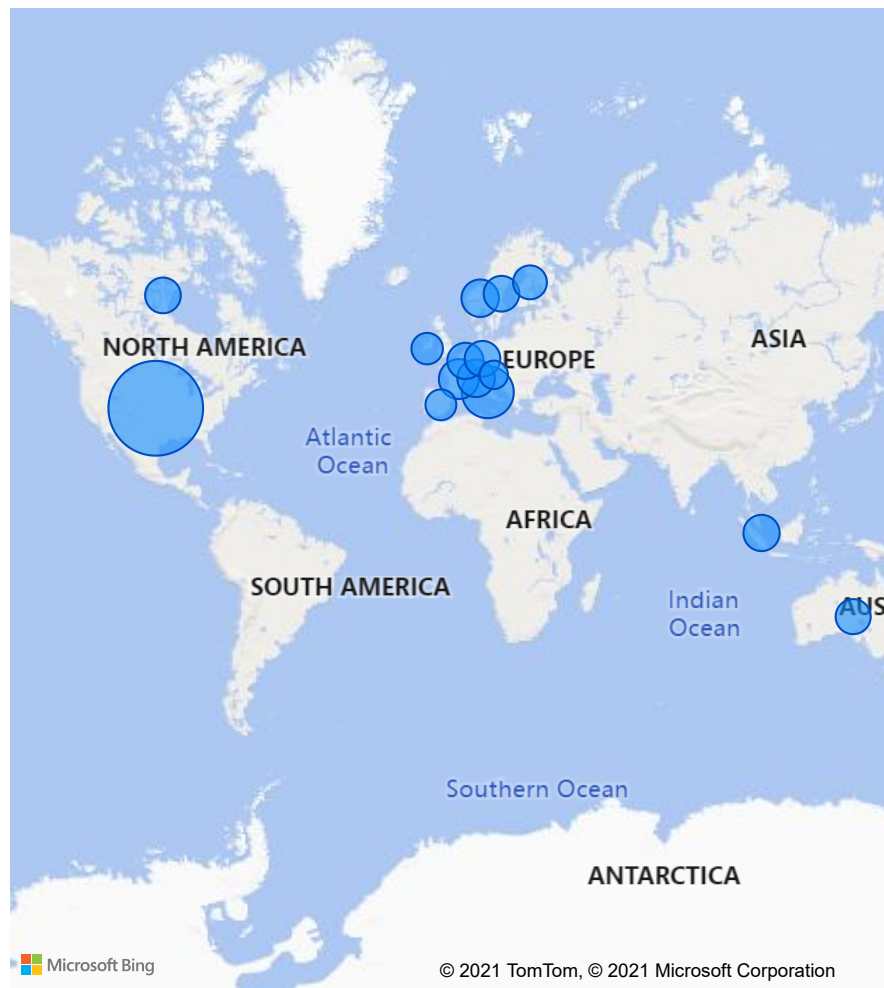 NORTH AMERICA
ASIA
EUROPE
Atlantic
Ocean
AFRICA
SOUTH AMERICA
Indian
Ocean
AUS
Southern Ocean
ANTARCTICA
Microsoft Bing
© 2021 TomTom, © 2021 Microsoft Corporation